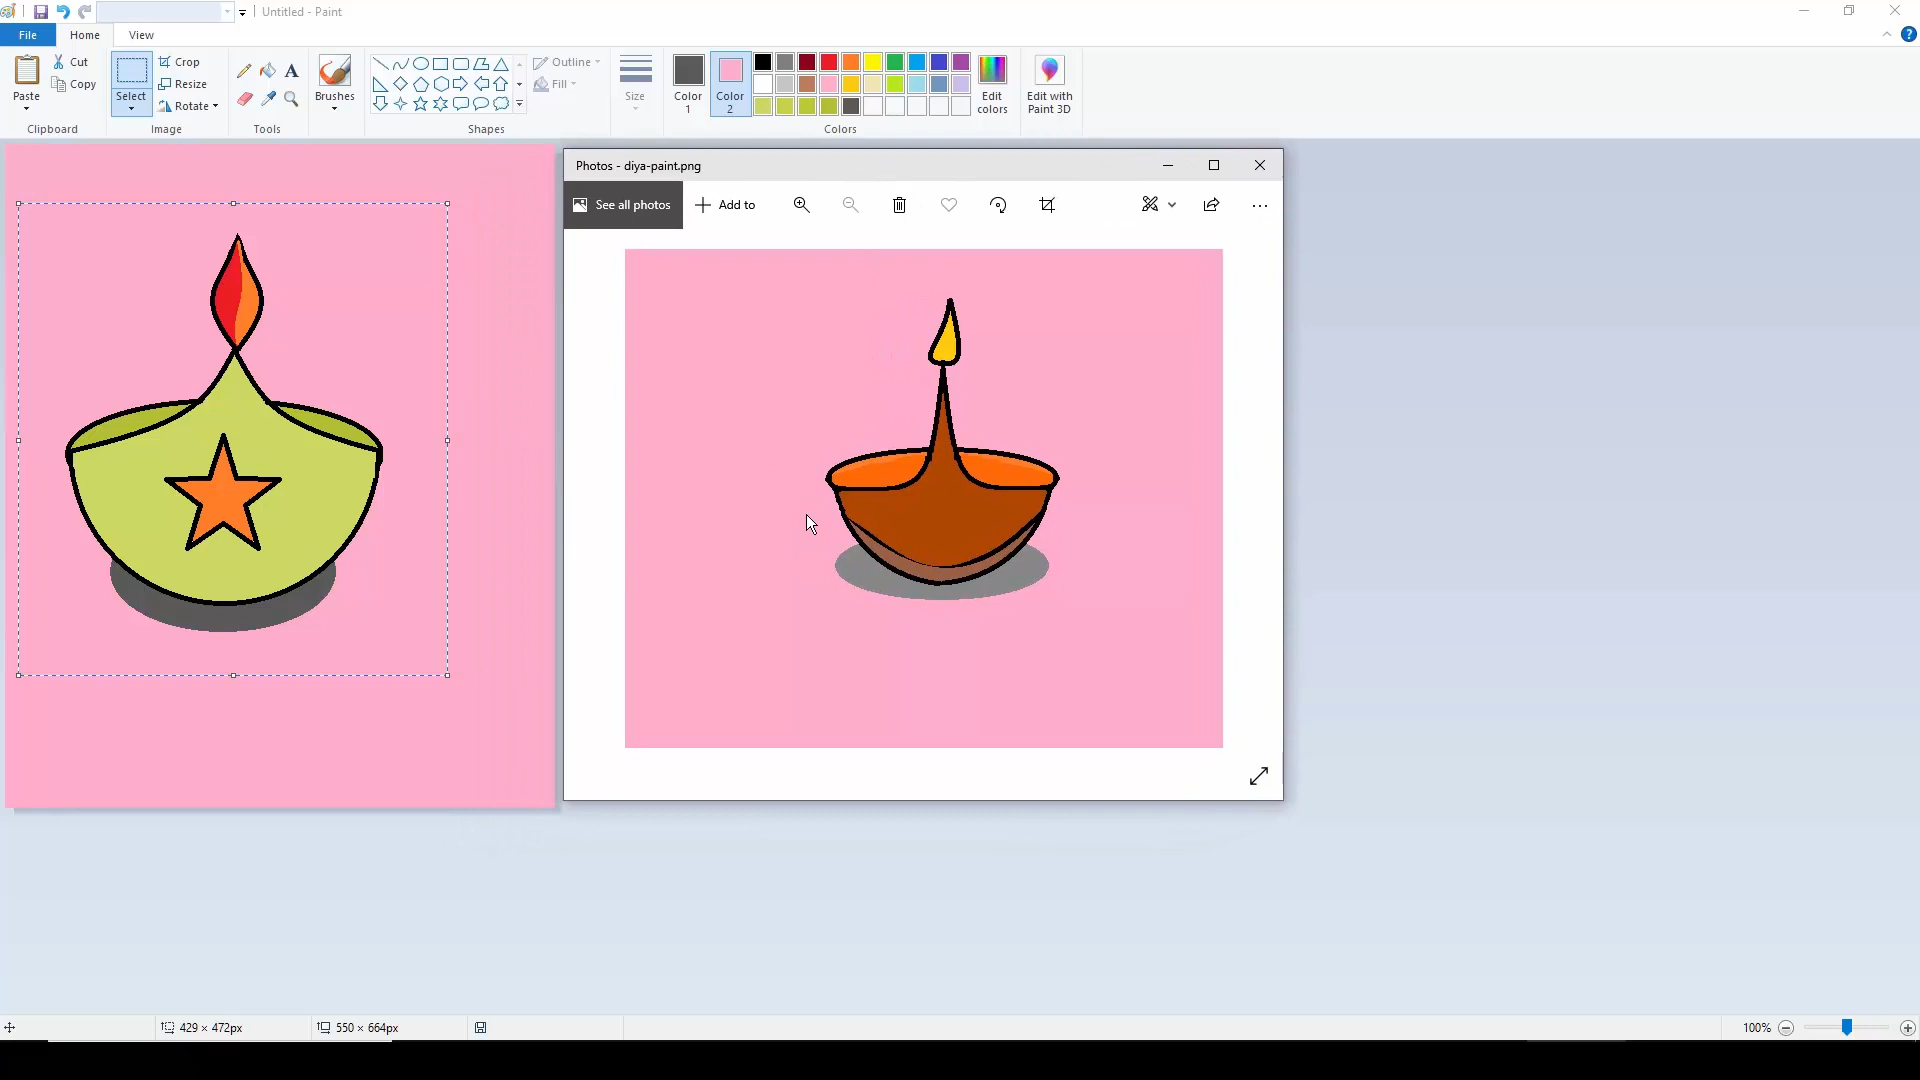 Untitled - Paint
File Home View
Paste
Cut
Copy
Clipboard
Select
Crop
Resize
Rotate
Image
A
Tools
Brushes
Outline
Fill
Shapes
Size
Color 1
Color 2
Edit colors
Colors
Edit with Paint 3D
?
Photos - diya-paint.png
See all photos
Add to
429 × 472px
550 × 664px
100%